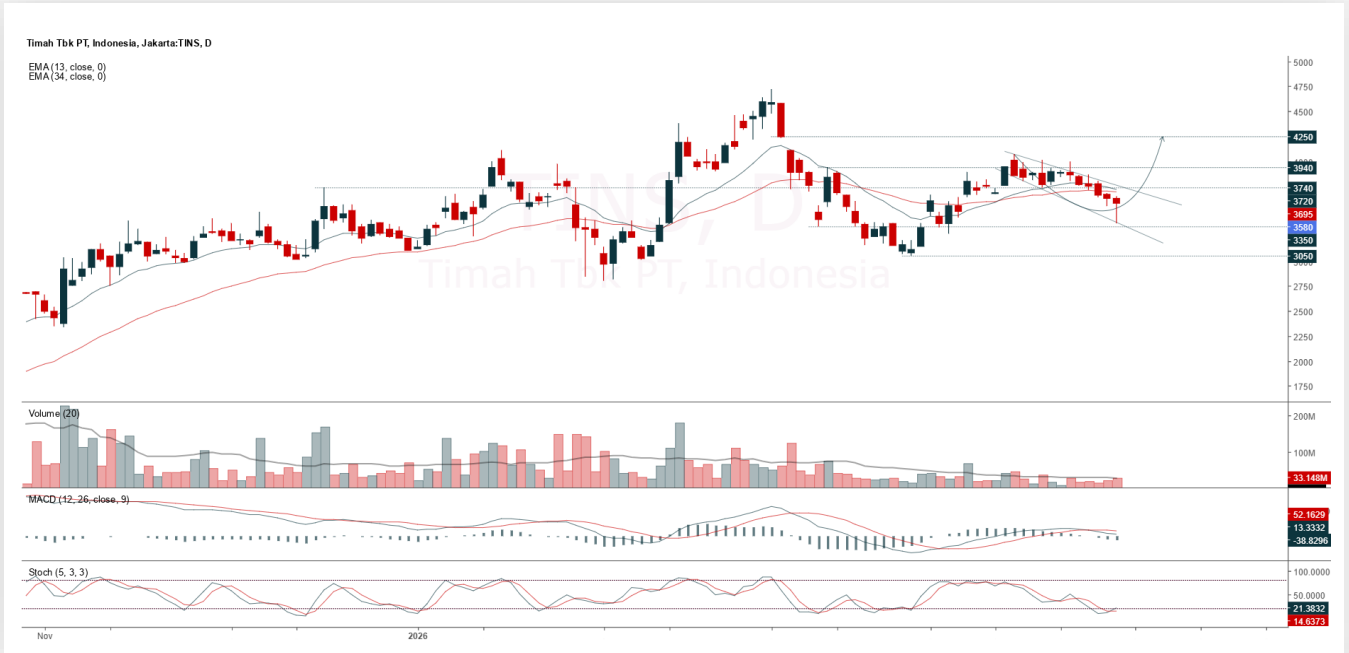 Timah Tbk PT, Indonesia, Jakarta:TINS, D
EMA (13, close, 0)
EMA (34, close, 0)
TINS, D
Timah Tbk PT, Indonesia
5000
4750
4500
4250
3940
3740
3720
3695
3580
3350
3050
2750
2500
2250
2000
1750
Volume (20)
200M
100M
33.148M
MACD (12, 26, close, 9)
52.1629
13.3332
-38.8296
Stoch (5, 3, 3)
100.0000
50.0000
21.3832
14.6373
Nov
2026